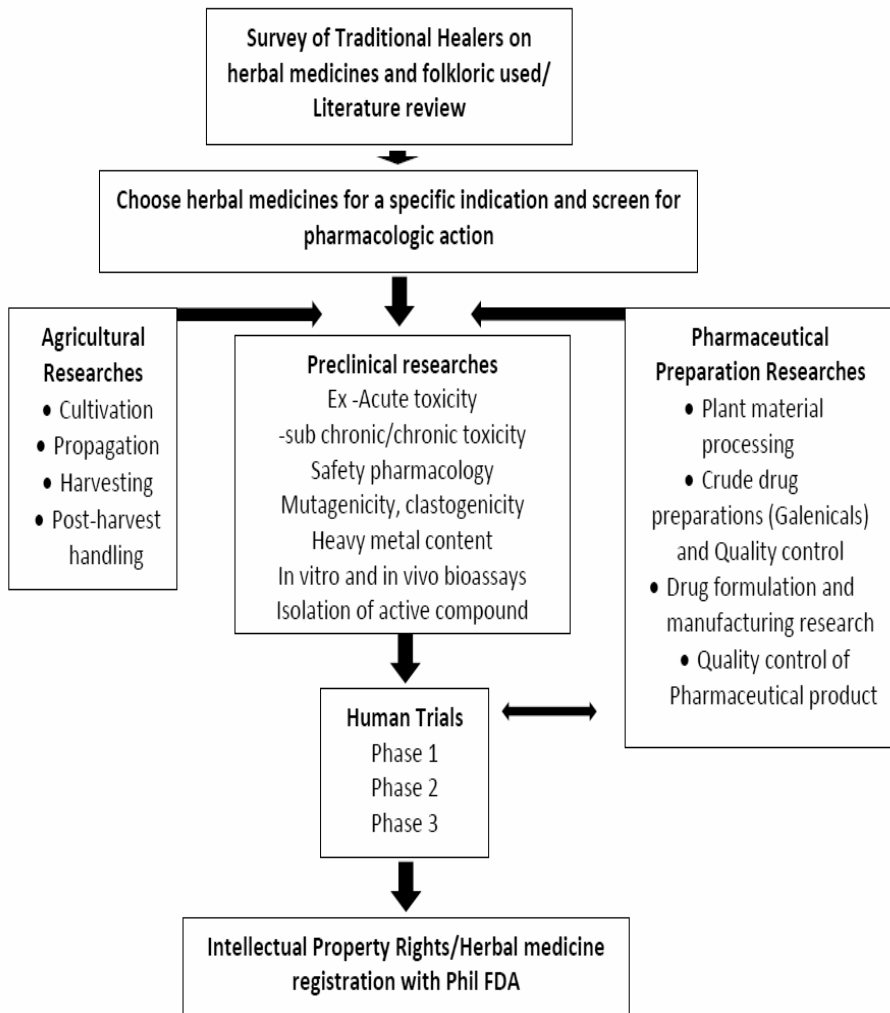 Survey of Traditional Healers on
herbal medicines and folkloric used/
Literature review
Choose herbal medicines for a specific indication and screen for
pharmacologic action
Agricultural
Researches
• Cultivation
• Propagation
• Harvesting
• Post-harvest
handling
Preclinical researches
Ex -Acute toxicity
-sub chronic/chronic toxicity
Safety pharmacology
Mutagenicity, clastogenicity
Heavy metal content
In vitro and in vivo bioassays
Isolation of active compound
Pharmaceutical
Preparation Researches
• Plant material
processing
• Crude drug
preparations (Galenicals)
and Quality control
• Drug formulation and
manufacturing research
• Quality control of
Pharmaceutical product
Human Trials
Phase 1
Phase 2
Phase 3
Intellectual Property Rights/Herbal medicine
registration with Phil FDA